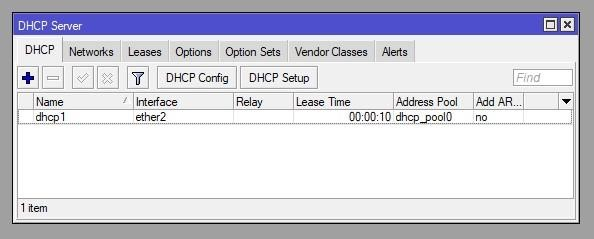 DHCP Server
DHCP Networks Leases Options Option Sets Vendor Classes Alerts
DHCP Config DHCP Setup Find
Name Interface Relay Lease Time Address Pool Add AR...
dhcp1 ether2 00:00:10 dhcp_pool0 no
1 item